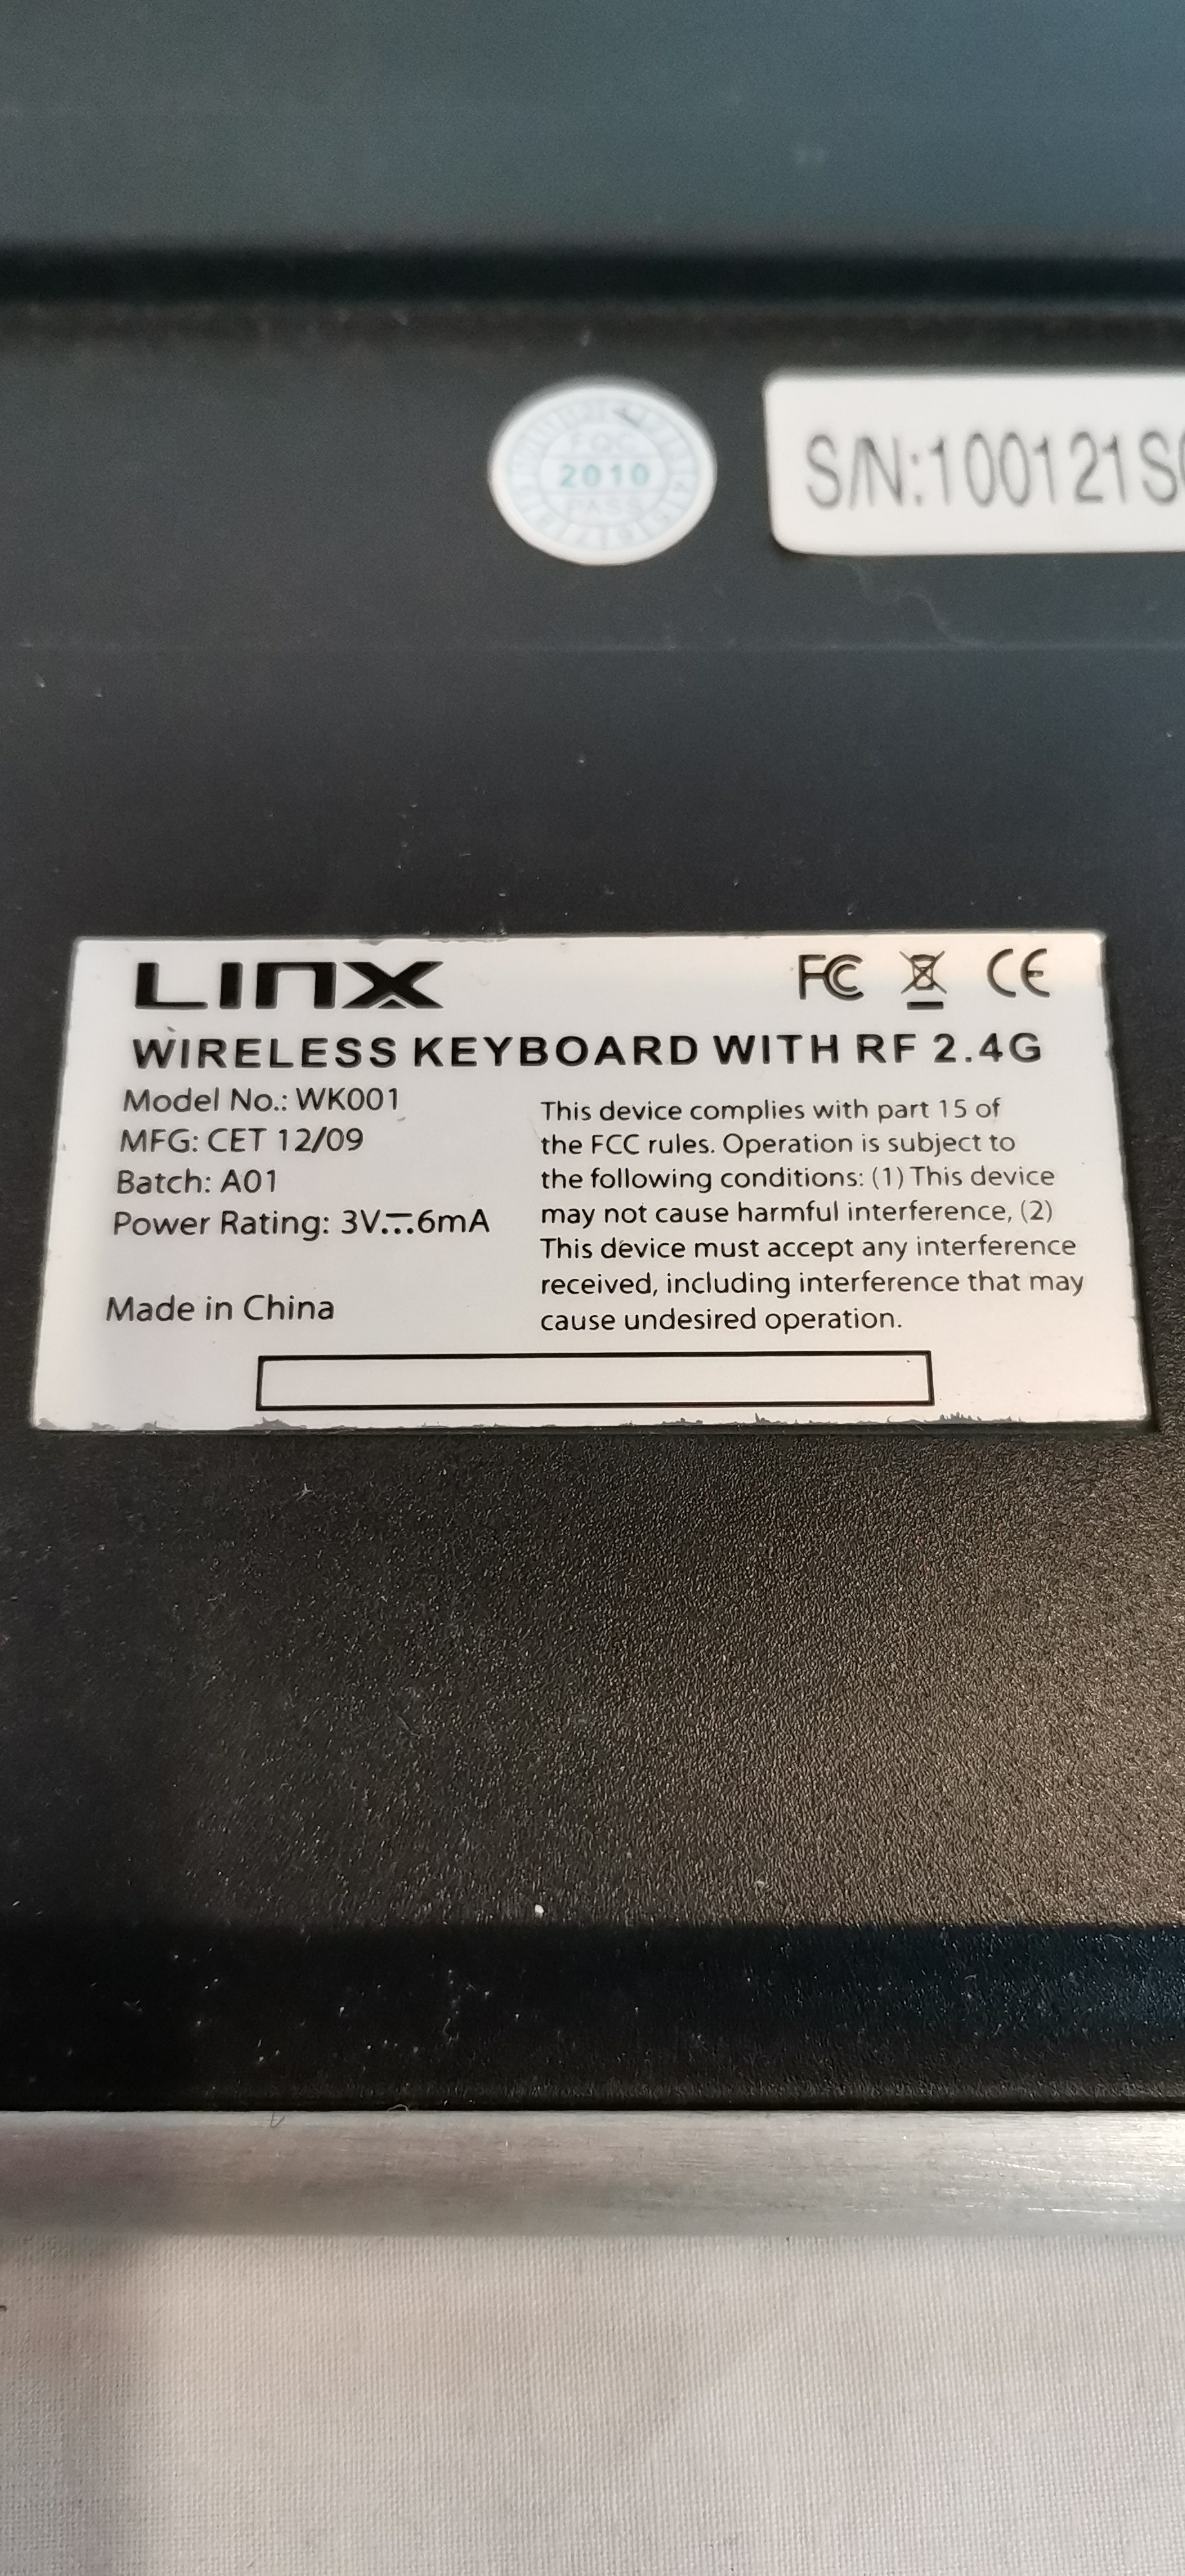 FQC
2010
PASS
S/N:100121S
LINX
FC CE
WIRELESS KEYBOARD WITH RF 2.4G
Model No.: WK001
MFG: CET 12/09
Batch: A01
Power Rating: 3V⎓6mA
Made in China
This device complies with part 15 of
the FCC rules. Operation is subject to
the following conditions: (1) This device
may not cause harmful interference, (2)
This device must accept any interference
received, including interference that may
cause undesired operation.